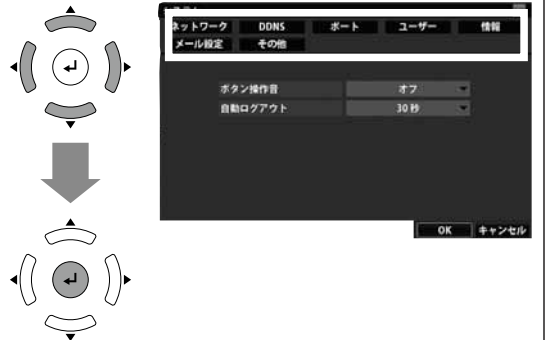 ネットワーク DDNS ポート ユーザー 情報
メール設定 その他
ボタン操作音 オフ
自動ログアウト 30秒
OK キャンセル